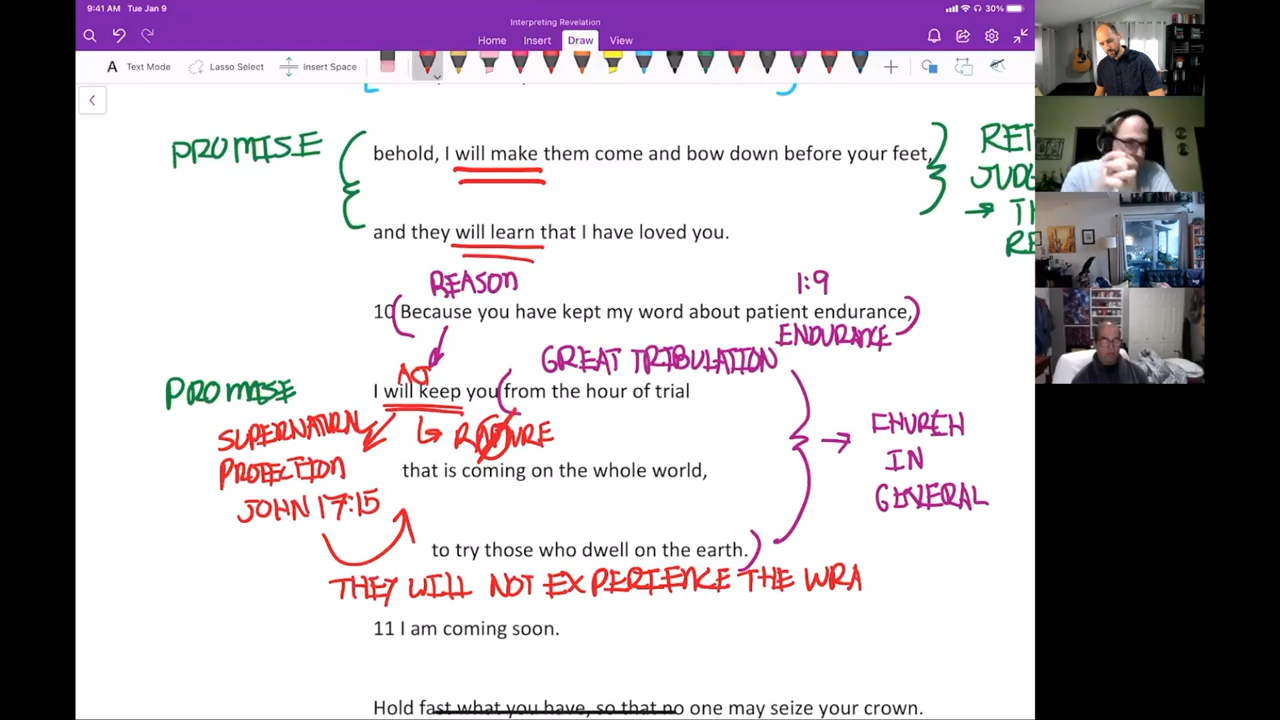 9:41 AM Tue Jan 9
30%
Interpreting Revelation
Home Insert Draw View
Text Mode Lasso Select Insert Space
PROMISE
behold, I will make them come and bow down before your feet,
RET
JUDG
→ TH
RE
and they will learn that I have loved you.
REASON
1:9
10 Because you have kept my word about patient endurance,
ENDURANCE
GREAT TRIBULATION
PROMISE
I will keep you from the hour of trial
SUPERNATURAL
PROTECTION
JOHN 17:15
RAPTURE
CHURCH
IN
GENERAL
that is coming on the whole world,
to try those who dwell on the earth.
THEY WILL NOT EXPERIENCE THE WRA
11 I am coming soon.
Hold fast what you have, so that no one may seize your crown.